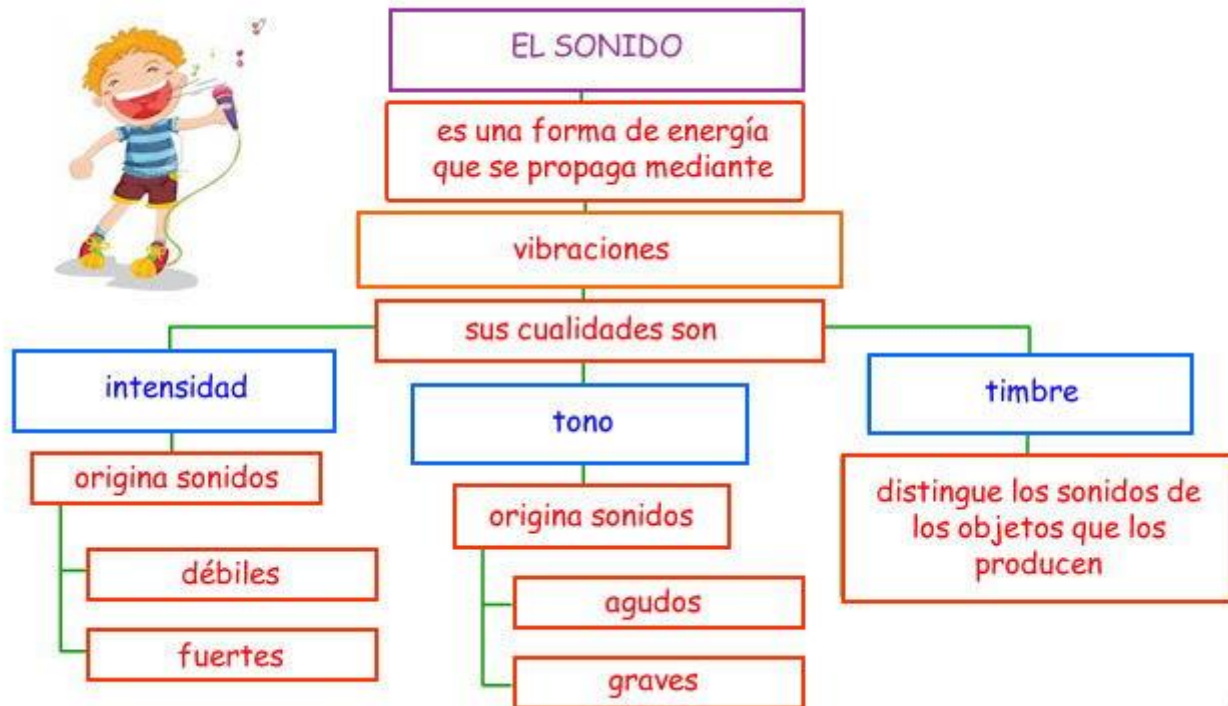 EL SONIDO
es una forma de energía
que se propaga mediante
vibraciones
sus cualidades son
intensidad
origina sonidos
débiles
fuertes
tono
origina sonidos
agudos
graves
timbre
distingue los sonidos de
los objetos que los
producen